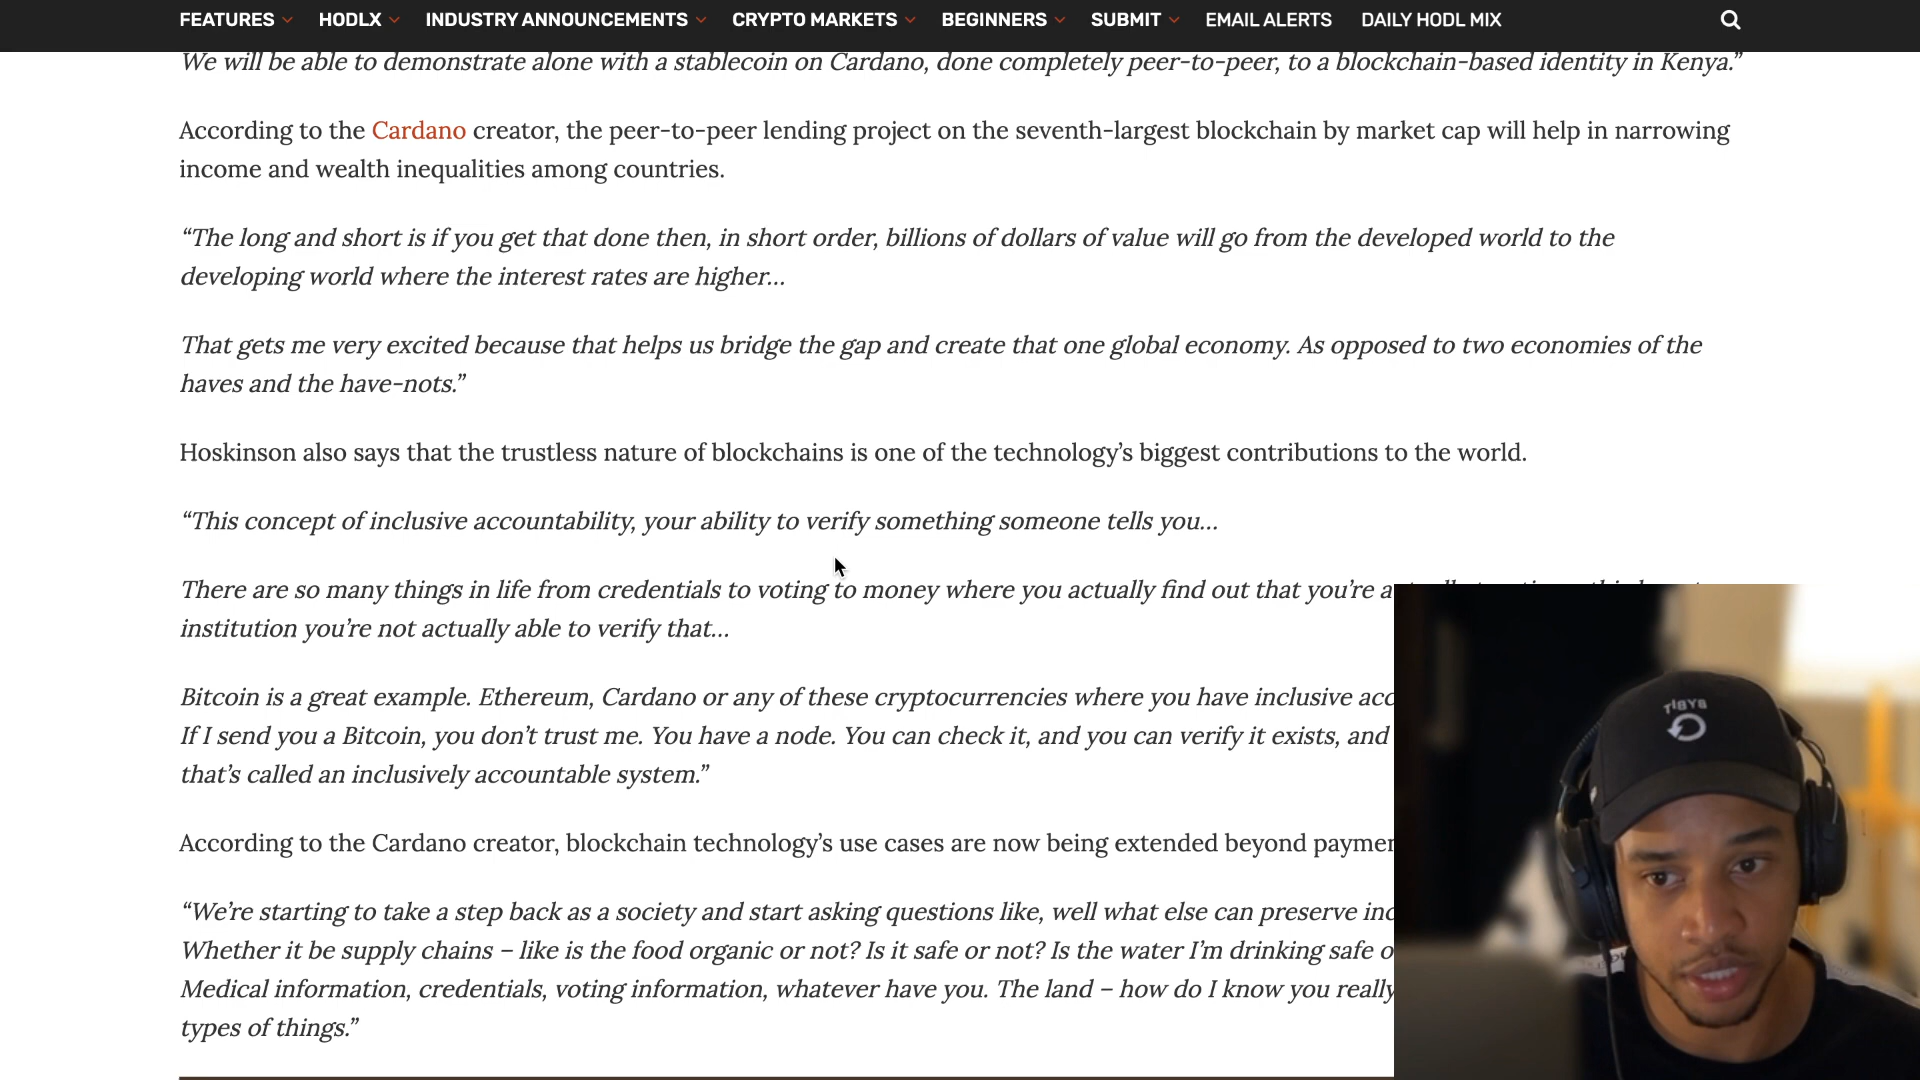 FEATURES HODLX INDUSTRY ANNOUNCEMENTS CRYPTO MARKETS BEGINNERS SUBMIT EMAIL ALERTS DAILY HODL MIX
We will be able to demonstrate alone with a stablecoin on Cardano, done completely peer-to-peer, to a blockchain-based identity in Kenya.”
According to the Cardano creator, the peer-to-peer lending project on the seventh-largest blockchain by market cap will help in narrowing
income and wealth inequalities among countries.
“The long and short is if you get that done then, in short order, billions of dollars of value will go from the developed world to the
developing world where the interest rates are higher…
That gets me very excited because that helps us bridge the gap and create that one global economy. As opposed to two economies of the
haves and the have-nots.”
Hoskinson also says that the trustless nature of blockchains is one of the technology’s biggest contributions to the world.
“This concept of inclusive accountability, your ability to verify something someone tells you…
There are so many things in life from credentials to voting to money where you actually find out that you’re
institution you’re not actually able to verify that…
Bitcoin is a great example. Ethereum, Cardano or any of these cryptocurrencies where you have inclusive
If I send you a Bitcoin, you don’t trust me. You have a node. You can check it, and you can verify it exists, and
that’s called an inclusively accountable system.”
According to the Cardano creator, blockchain technology’s use cases are now being extended beyond
“We’re starting to take a step back as a society and start asking questions like, well what else can preserve
Whether it be supply chains – like is the food organic or not? Is it safe or not? Is the water I’m drinking safe
Medical information, credentials, voting information, whatever have you. The land – how do I know you really
types of things.”